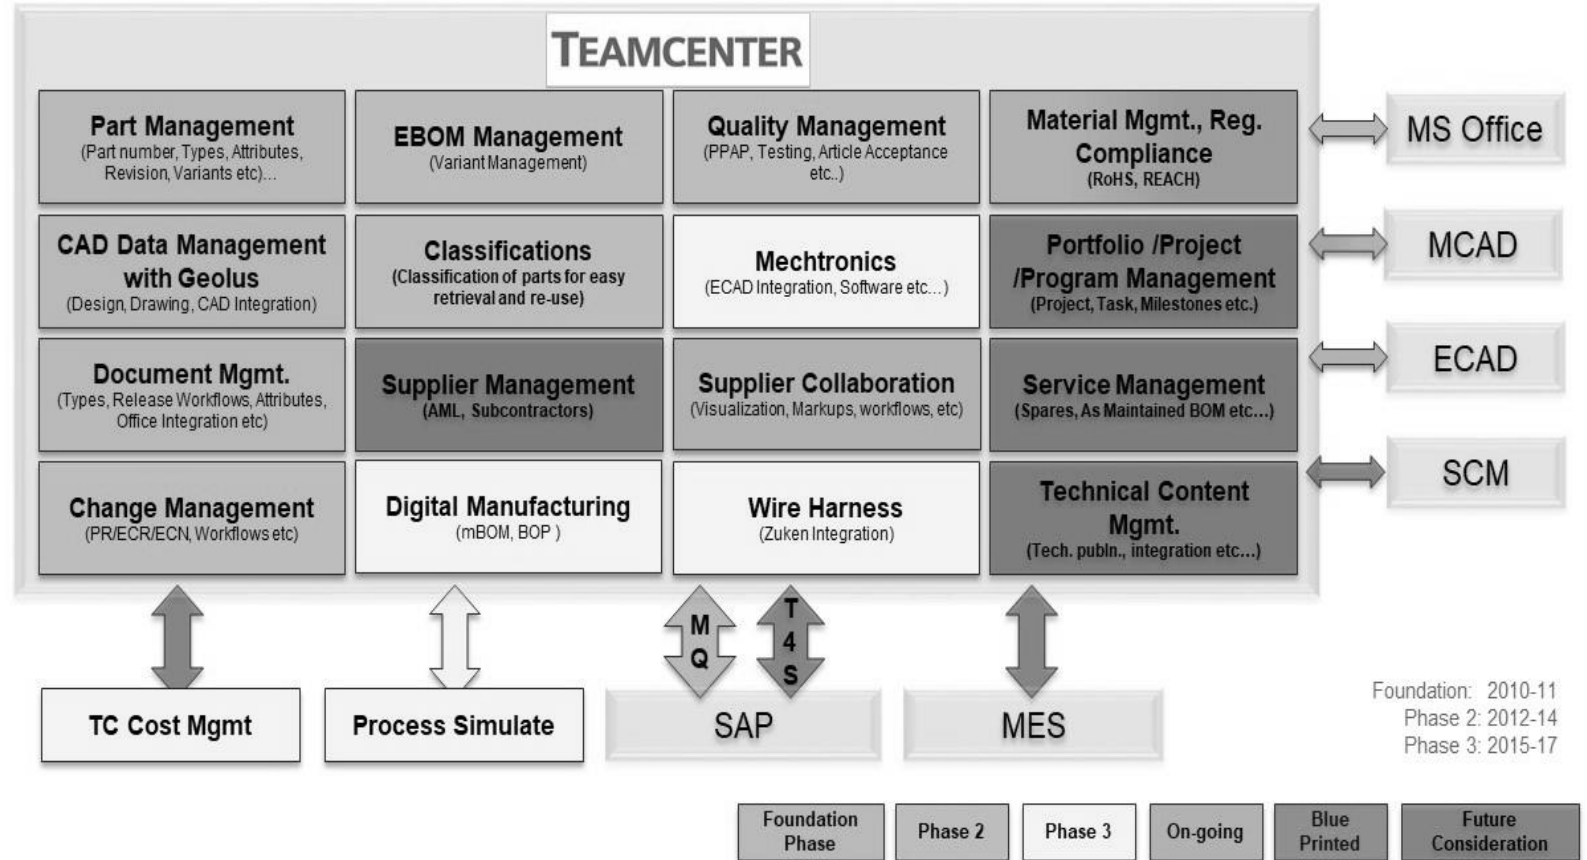 TEAMCENTER
Part Management
(Part number, Types, Attributes,
Revision, Variants etc)...
EBOM Management
(Variant Management)
Quality Management
(PPAP, Testing, Article Acceptance
etc..)
Material Mgmt., Reg.
Compliance
(RoHS, REACH)
MS Office
CAD Data Management
with Geolus
(Design, Drawing, CAD Integration)
Classifications
(Classification of parts for easy
retrieval and re-use)
Mechtronics
(ECAD Integration, Software etc...)
Portfolio /Project
/Program Management
(Project, Task, Milestones etc.)
MCAD
Document Mgmt.
(Types, Release Workflows, Attributes,
Office Integration etc)
Supplier Management
(AML, Subcontractors)
Supplier Collaboration
(Visualization, Markups, workflows, etc)
Service Management
(Spares, As Maintained BOM etc...)
ECAD
Change Management
(PR/ECR/ECN, Workflows etc)
Digital Manufacturing
(mBOM, BOP )
Wire Harness
(Zuken Integration)
Technical Content
Mgmt.
(Tech. publn., integration etc...)
SCM
MQ
T4S
TC Cost Mgmt
Process Simulate
SAP
MES
Foundation: 2010-11
Phase 2: 2012-14
Phase 3: 2015-17
Foundation
Phase
Phase 2
Phase 3
On-going
Blue
Printed
Future
Consideration